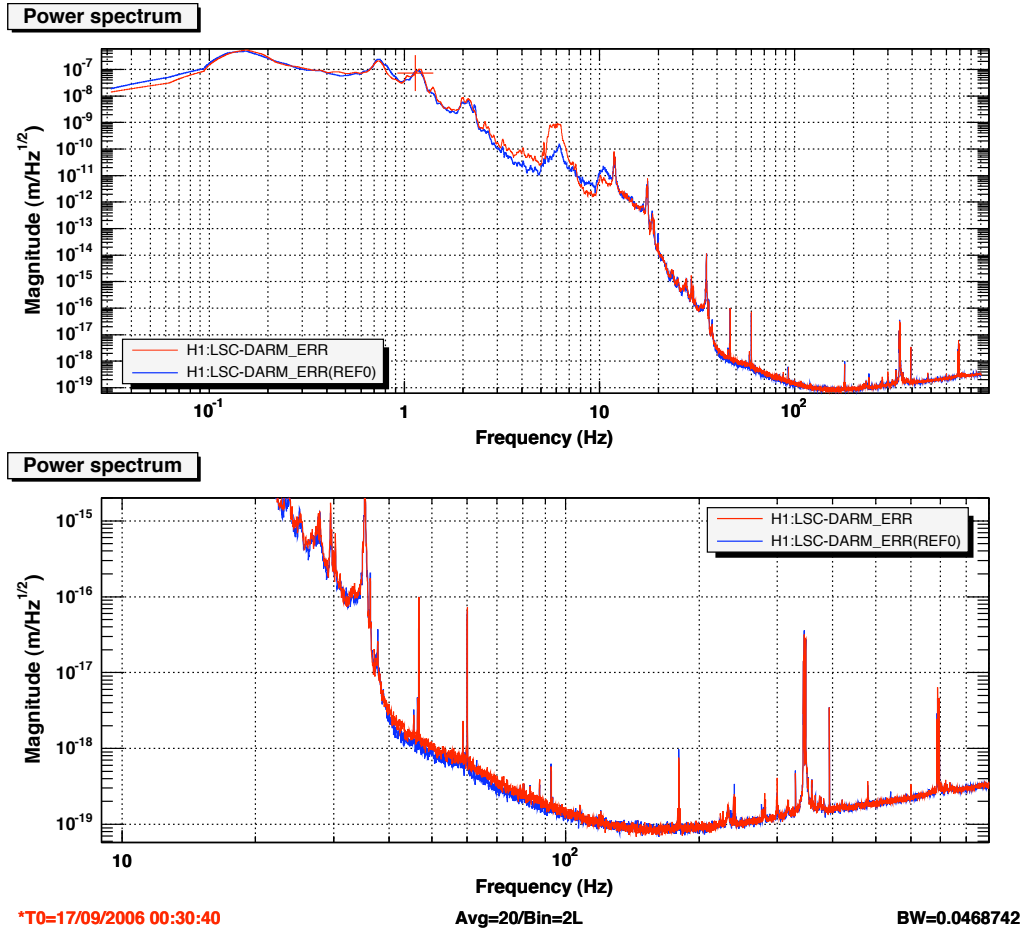 Power spectrum
Magnitude (m/Hz^1/2)
10^-7
10^-8
10^-9
10^-10
10^-11
10^-12
10^-13
10^-14
10^-15
10^-16
10^-17
10^-18
10^-19
H1:LSC-DARM_ERR
H1:LSC-DARM_ERR(REF0)
10^-1 1 10 10^2
Frequency (Hz)
Power spectrum
Magnitude (m/Hz^1/2)
10^-15
10^-16
10^-17
10^-18
10^-19
H1:LSC-DARM_ERR
H1:LSC-DARM_ERR(REF0)
10 10^2
Frequency (Hz)
*T0=17/09/2006 00:30:40 Avg=20/Bin=2L BW=0.0468742